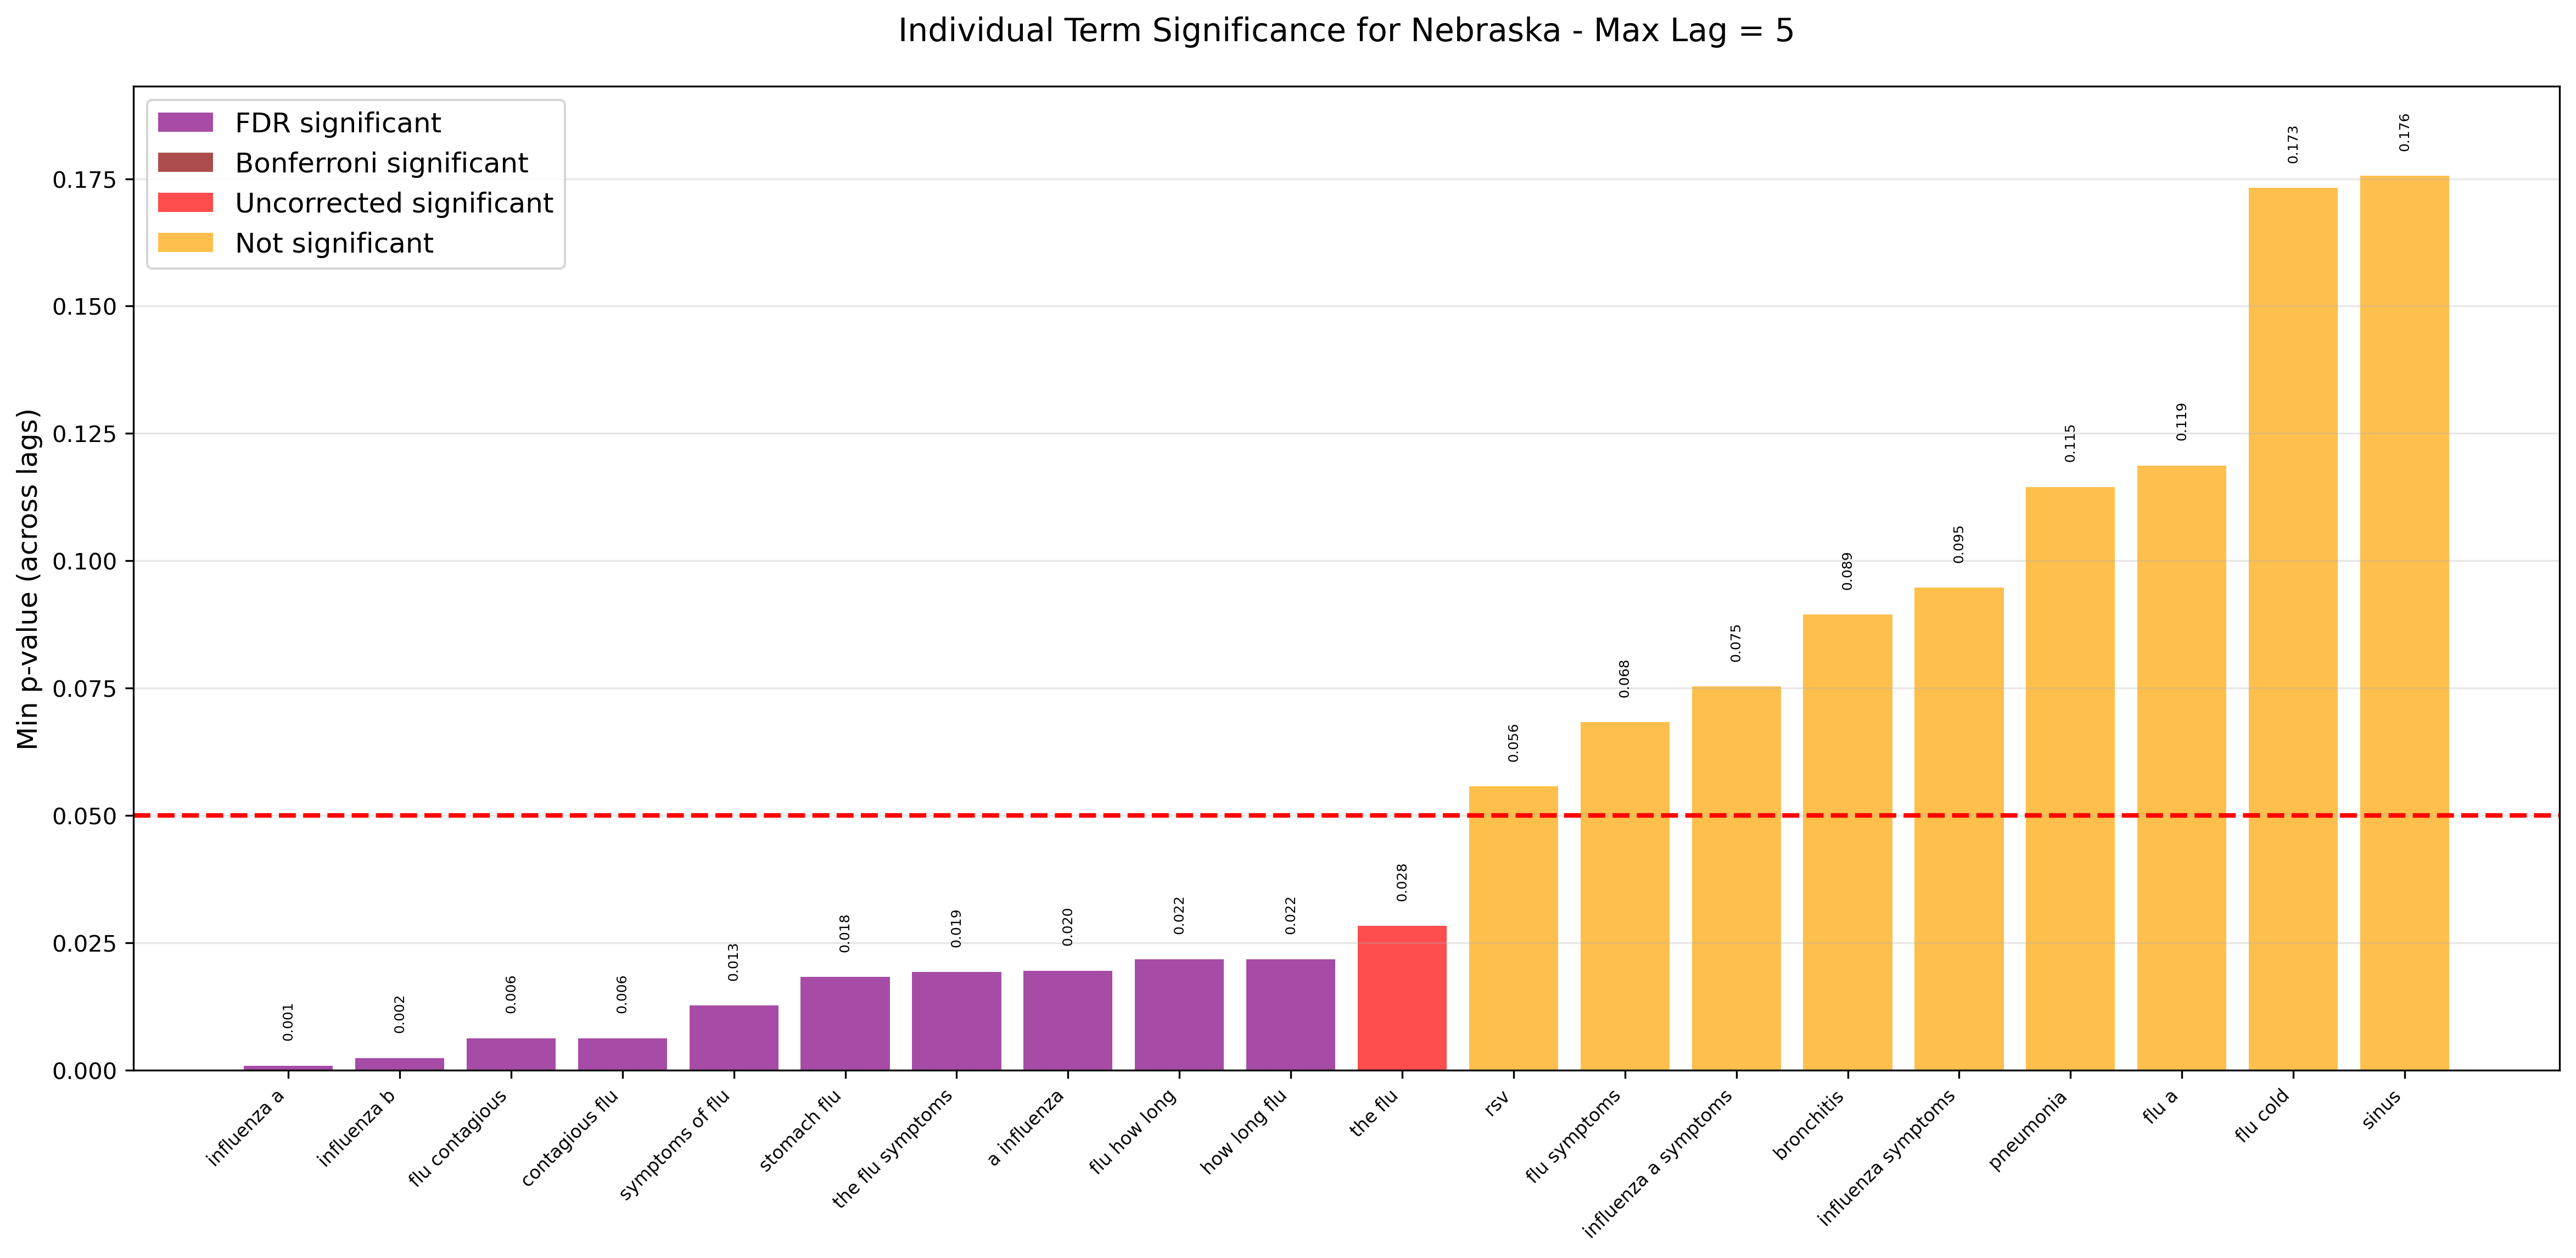 Individual Term Significance for Nebraska - Max Lag = 5
FDR significant
Bonferroni significant
Uncorrected significant
Not significant
Min p-value (across lags)
0.175
0.150
0.125
0.100
0.075
0.050
0.025
0.000
0.001
0.002
0.006
0.006
0.013
0.018
0.019
0.020
0.022
0.022
0.028
0.056
0.068
0.075
0.089
0.095
0.115
0.119
0.173
0.176
influenza a
influenza b
flu contagious
contagious flu
symptoms of flu
stomach flu
the flu symptoms
a influenza
flu how long
how long flu
the flu
rsv
flu symptoms
influenza a symptoms
bronchitis
influenza symptoms
pneumonia
flu a
flu cold
sinus